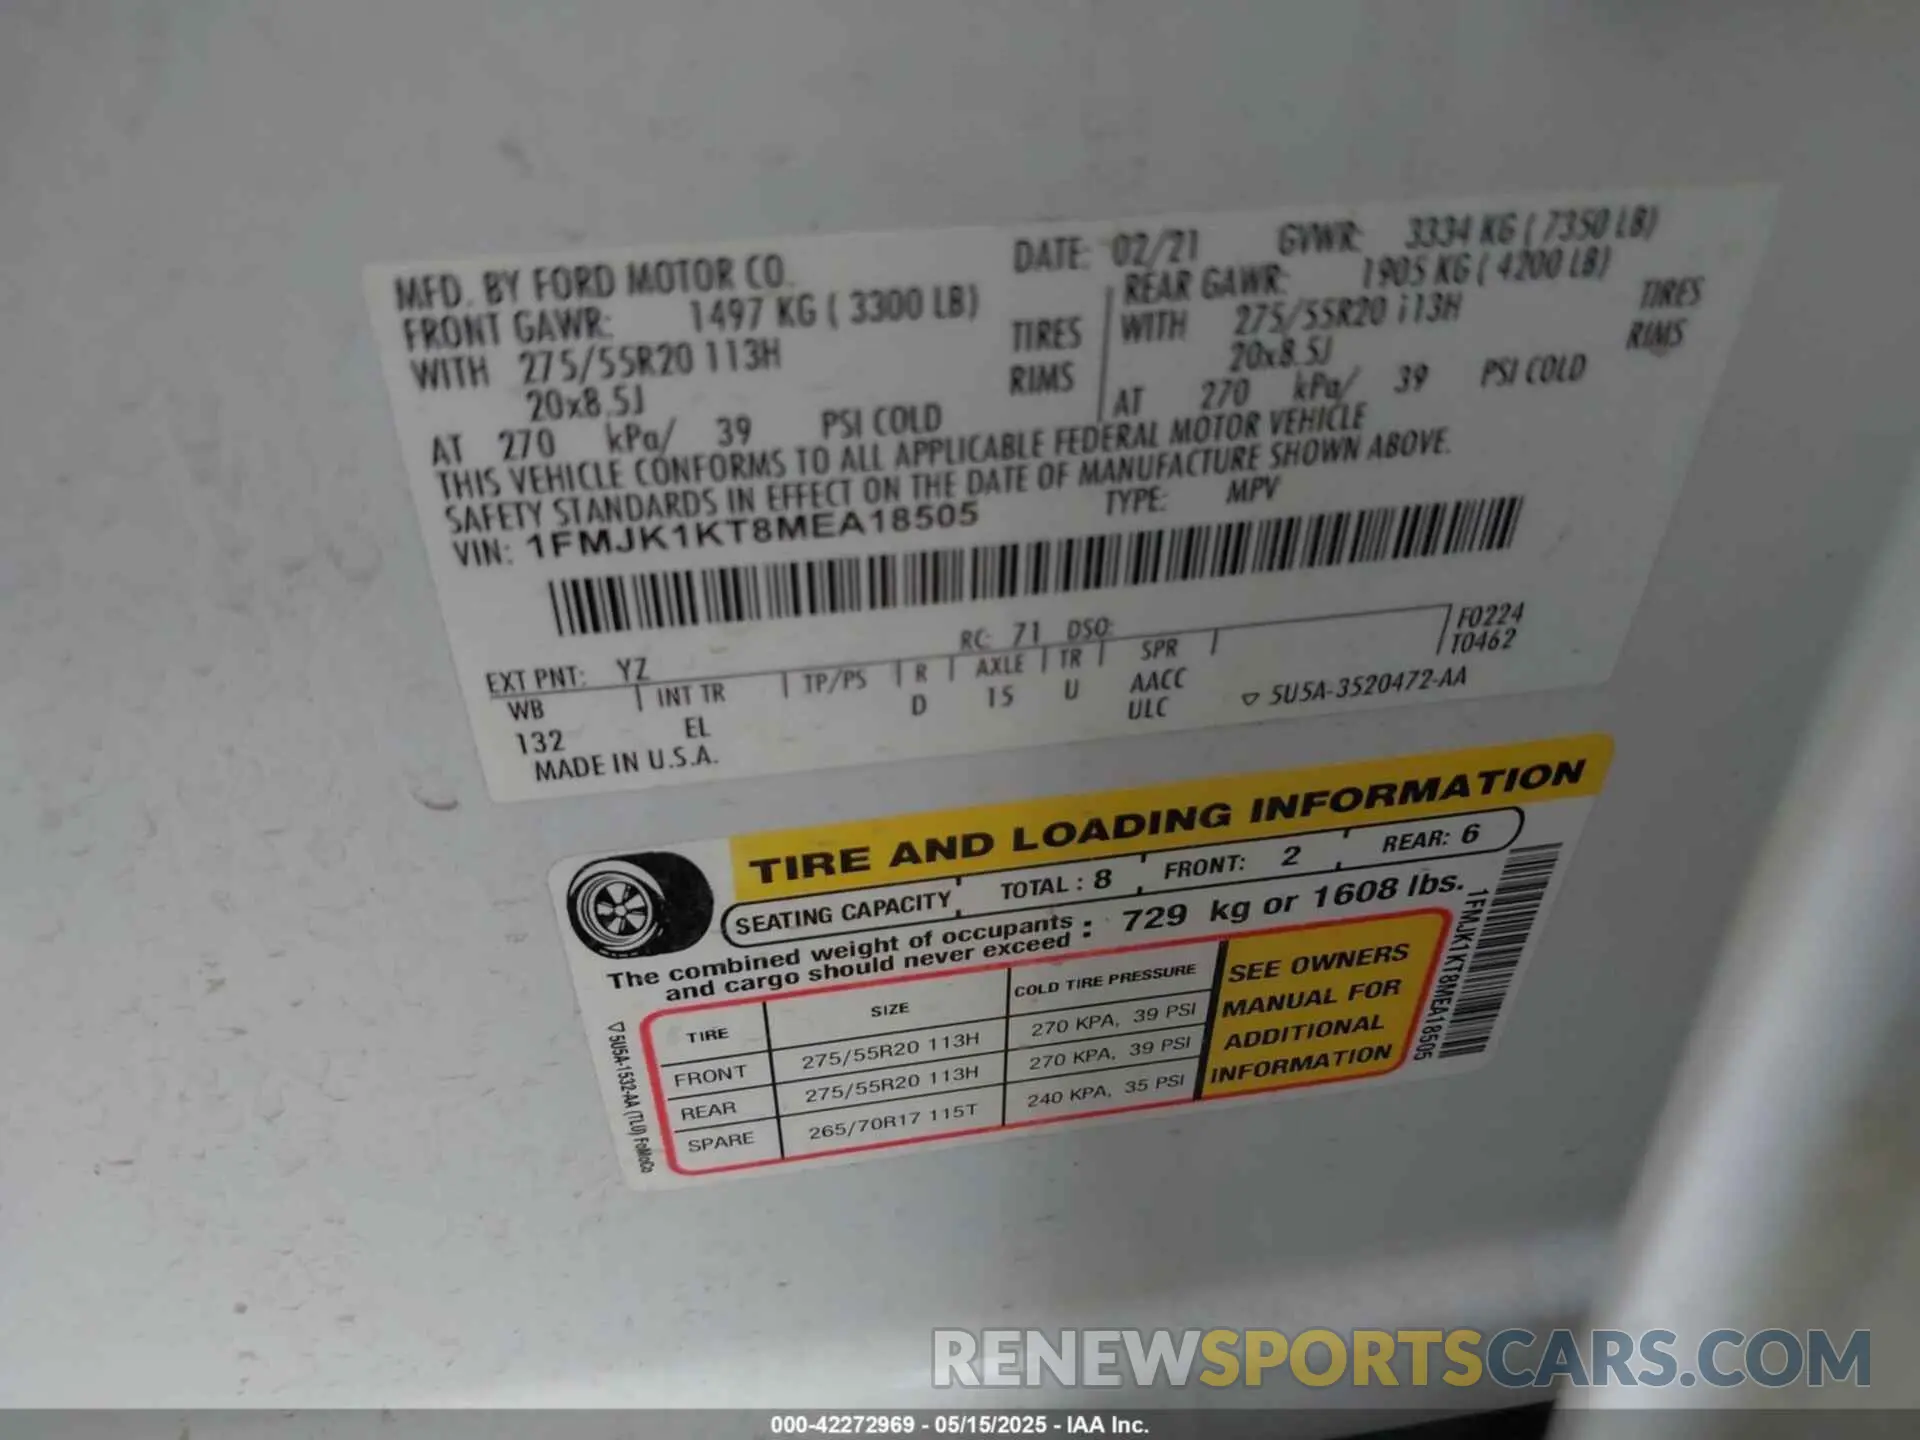 MFD. BY FORD MOTOR CO. DATE: 02/21 GVWR: 3334 KG ( 7350 LB)
FRONT GAWR: 1497 KG ( 3300 LB) REAR GAWR: 1905 KG ( 4200 LB)
WITH 275/55R20 113H TIRES WITH 275/55R20 113H TIRES
20x8.5J RIMS 20x8.5J RIMS
AT 270 kPa/ 39 PSI COLD AT 270 kPa/ 39 PSI COLD
THIS VEHICLE CONFORMS TO ALL APPLICABLE FEDERAL MOTOR VEHICLE
SAFETY STANDARDS IN EFFECT ON THE DATE OF MANUFACTURE SHOWN ABOVE.
VIN: 1FMJK1KT8MEA18505 TYPE: MPV
EXT PNT: YZ RC: 71 DSO: F0224
WB INT TR TP/PS R AXLE TR SPR T0462
132 EL D 15 U AACC
ULC
▽ 5U5A-3520472-AA
MADE IN U.S.A.
TIRE AND LOADING INFORMATION
SEATING CAPACITY TOTAL : 8 FRONT: 2 REAR: 6
The combined weight of occupants and cargo should never exceed : 729 kg or 1608 lbs.
TIRE SIZE COLD TIRE PRESSURE
FRONT 275/55R20 113H 270 KPA, 39 PSI
REAR 275/55R20 113H 270 KPA, 39 PSI
SPARE 265/70R17 115T 240 KPA, 35 PSI
SEE OWNERS
MANUAL FOR
ADDITIONAL
INFORMATION
1FMJK1KT8MEA18505
▽5U5A-1532-AA (TLU) FoMoCo
RENEWSPORTSCARS.COM
000-42272969 - 05/15/2025 - IAA Inc.